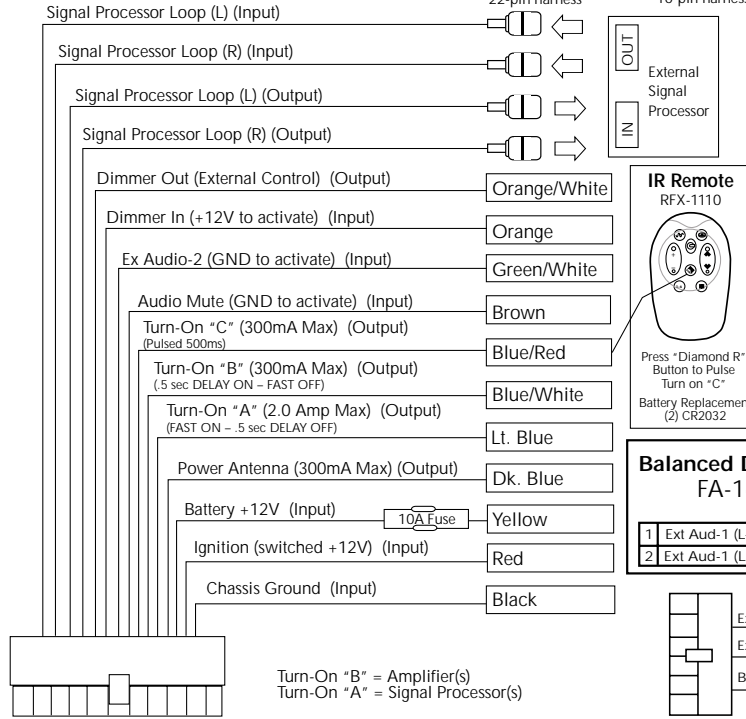 22-pin harness
Signal Processor Loop (L) (Input)
Signal Processor Loop (R) (Input)
Signal Processor Loop (L) (Output)
Signal Processor Loop (R) (Output)
OUT
IN
External
Signal
Processor
Dimmer Out (External Control) (Output)
Orange/White
Dimmer In (+12V to activate) (Input)
Orange
Ex Audio-2 (GND to activate) (Input)
Green/White
Audio Mute (GND to activate) (Input)
Brown
Turn-On "C" (300mA Max) (Output)
(Pulsed 500ms)
Blue/Red
Turn-On "B" (300mA Max) (Output)
(.5 sec DELAY ON – FAST OFF)
Blue/White
Turn-On "A" (2.0 Amp Max) (Output)
(FAST ON – .5 sec DELAY OFF)
Lt. Blue
Power Antenna (300mA Max) (Output)
Dk. Blue
Battery +12V (Input)
10A Fuse
Yellow
Ignition (switched +12V) (Input)
Red
Chassis Ground (Input)
Black
Turn-On "B" = Amplifier(s)
Turn-On "A" = Signal Processor(s)
IR Remote
RFX-1110
Press "Diamond R"
Button to Pulse
Turn on "C"
Battery Replacemen
(2) CR2032
Balanced
FA-1
1 Ext Aud-1
2 Ext Aud-1